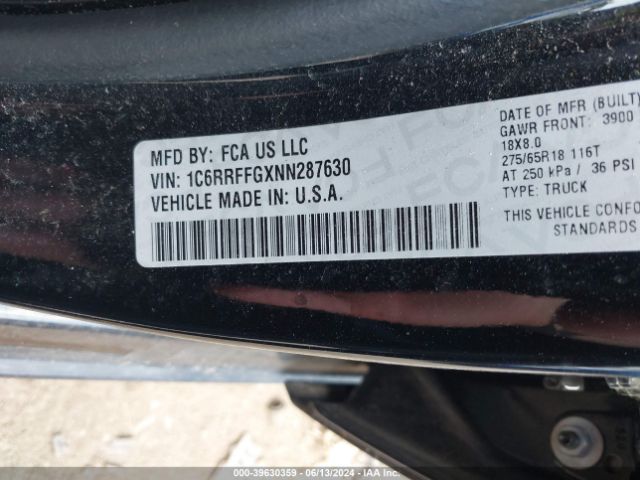 MFD BY: FCA US LLC
VIN: 1C6RRFFGXNN287630
VEHICLE MADE IN: U.S.A.
DATE OF MFR (BUILT)
GAWR FRONT: 3900
18X8.0
275/65R18 116T
AT 250 kPa / 36 PSI
TYPE: TRUCK
THIS VEHICLE CONFO
STANDARDS
000-39630359 - 06/13/2024 - IAA Inc.